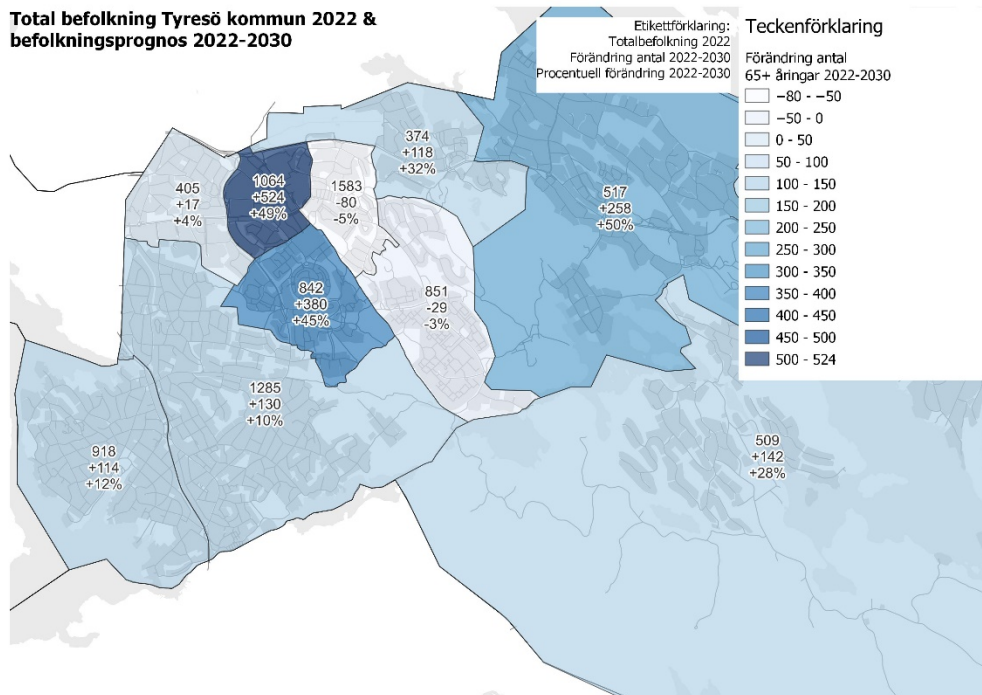 Total befolkning Tyresö kommun 2022 &
befolkningsprognos 2022-2030
Etikettförklaring:
Totalbefolkning 2022
Förändring antal 2022-2030
Procentuell förändring 2022-2030
Teckenförklaring
Förändring antal
65+ åringar 2022-2030
−80 - −50
−50 - 0
0 - 50
50 - 100
100 - 150
150 - 200
200 - 250
250 - 300
300 - 350
350 - 400
400 - 450
450 - 500
500 - 524
374
+118
+32%
405
+17
+4%
1064
+524
+49%
1583
-80
-5%
517
+258
+50%
842
+380
+45%
851
-29
-3%
1285
+130
+10%
918
+114
+12%
509
+142
+28%